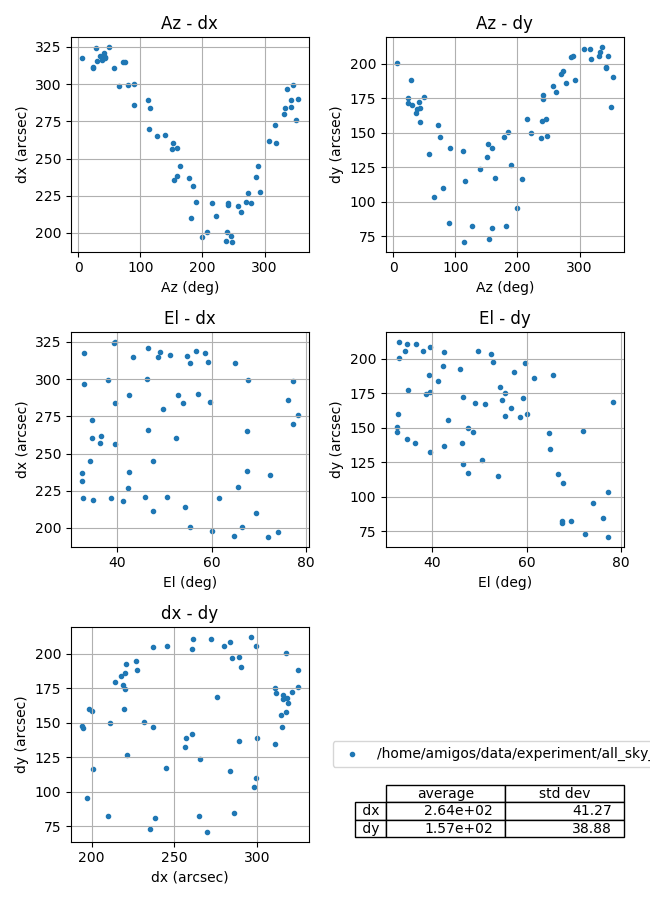 Az - dx
325
300
275
250
225
200
dx (arcsec)
0
100
200
300
Az (deg)
Az - dy
200
175
150
125
100
75
dy (arcsec)
0
100
200
300
Az (deg)
El - dx
325
300
275
250
225
200
dx (arcsec)
40
60
80
El (deg)
El - dy
200
175
150
125
100
75
dy (arcsec)
40
60
80
El (deg)
dx - dy
200
175
150
125
100
75
dy (arcsec)
200
300
dx (arcsec)
/home/amigos/data/experiment/all_sky_
average std dev
dx 2.64e+02 41.27
dy 1.57e+02 38.88